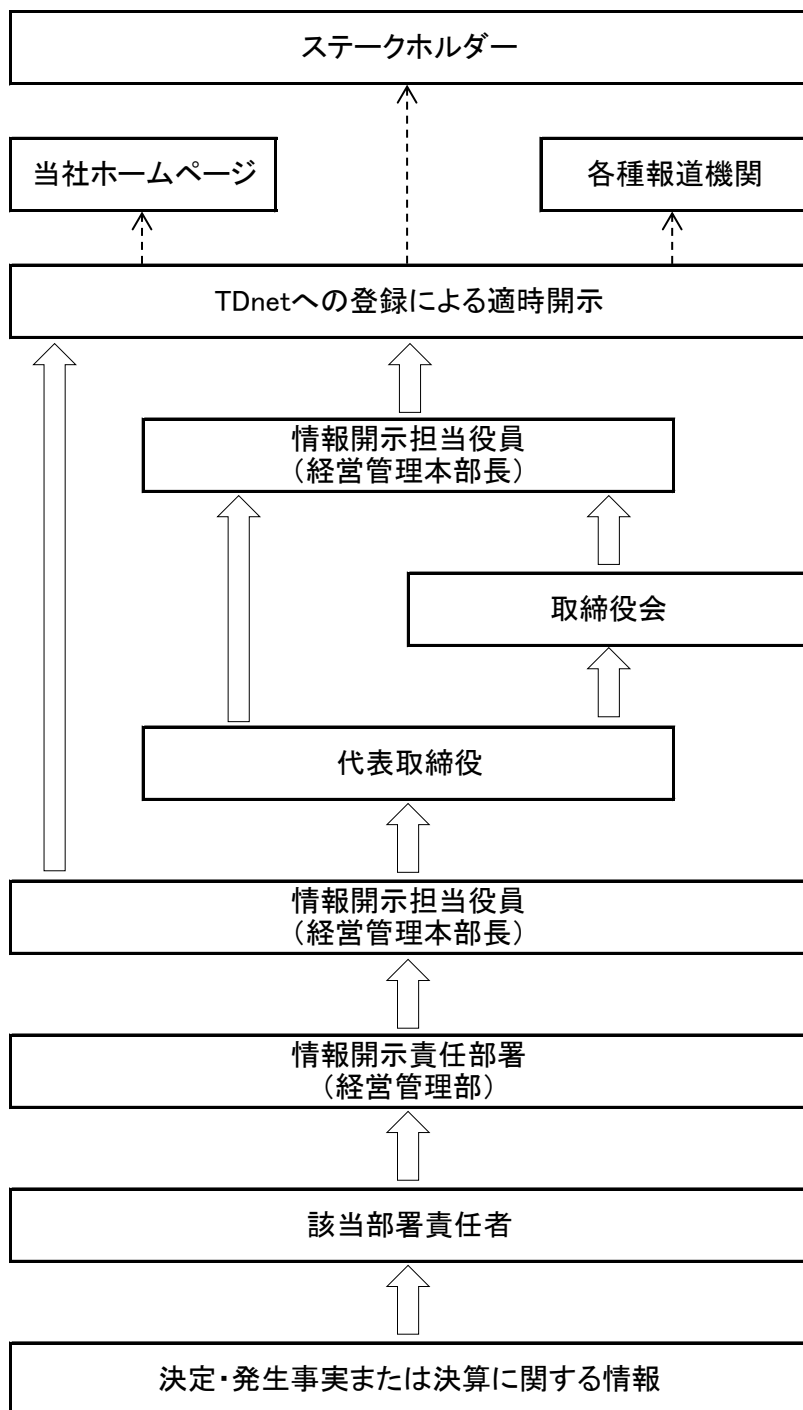 ステークホルダー
当社ホームページ
各種報道機関
TDnetへの登録による適時開示
情報開示担当役員
（経営管理本部長）
取締役会
代表取締役
情報開示担当役員
（経営管理本部長）
情報開示責任部署
（経営管理部）
該当部署責任者
決定・発生事実または決算に関する情報